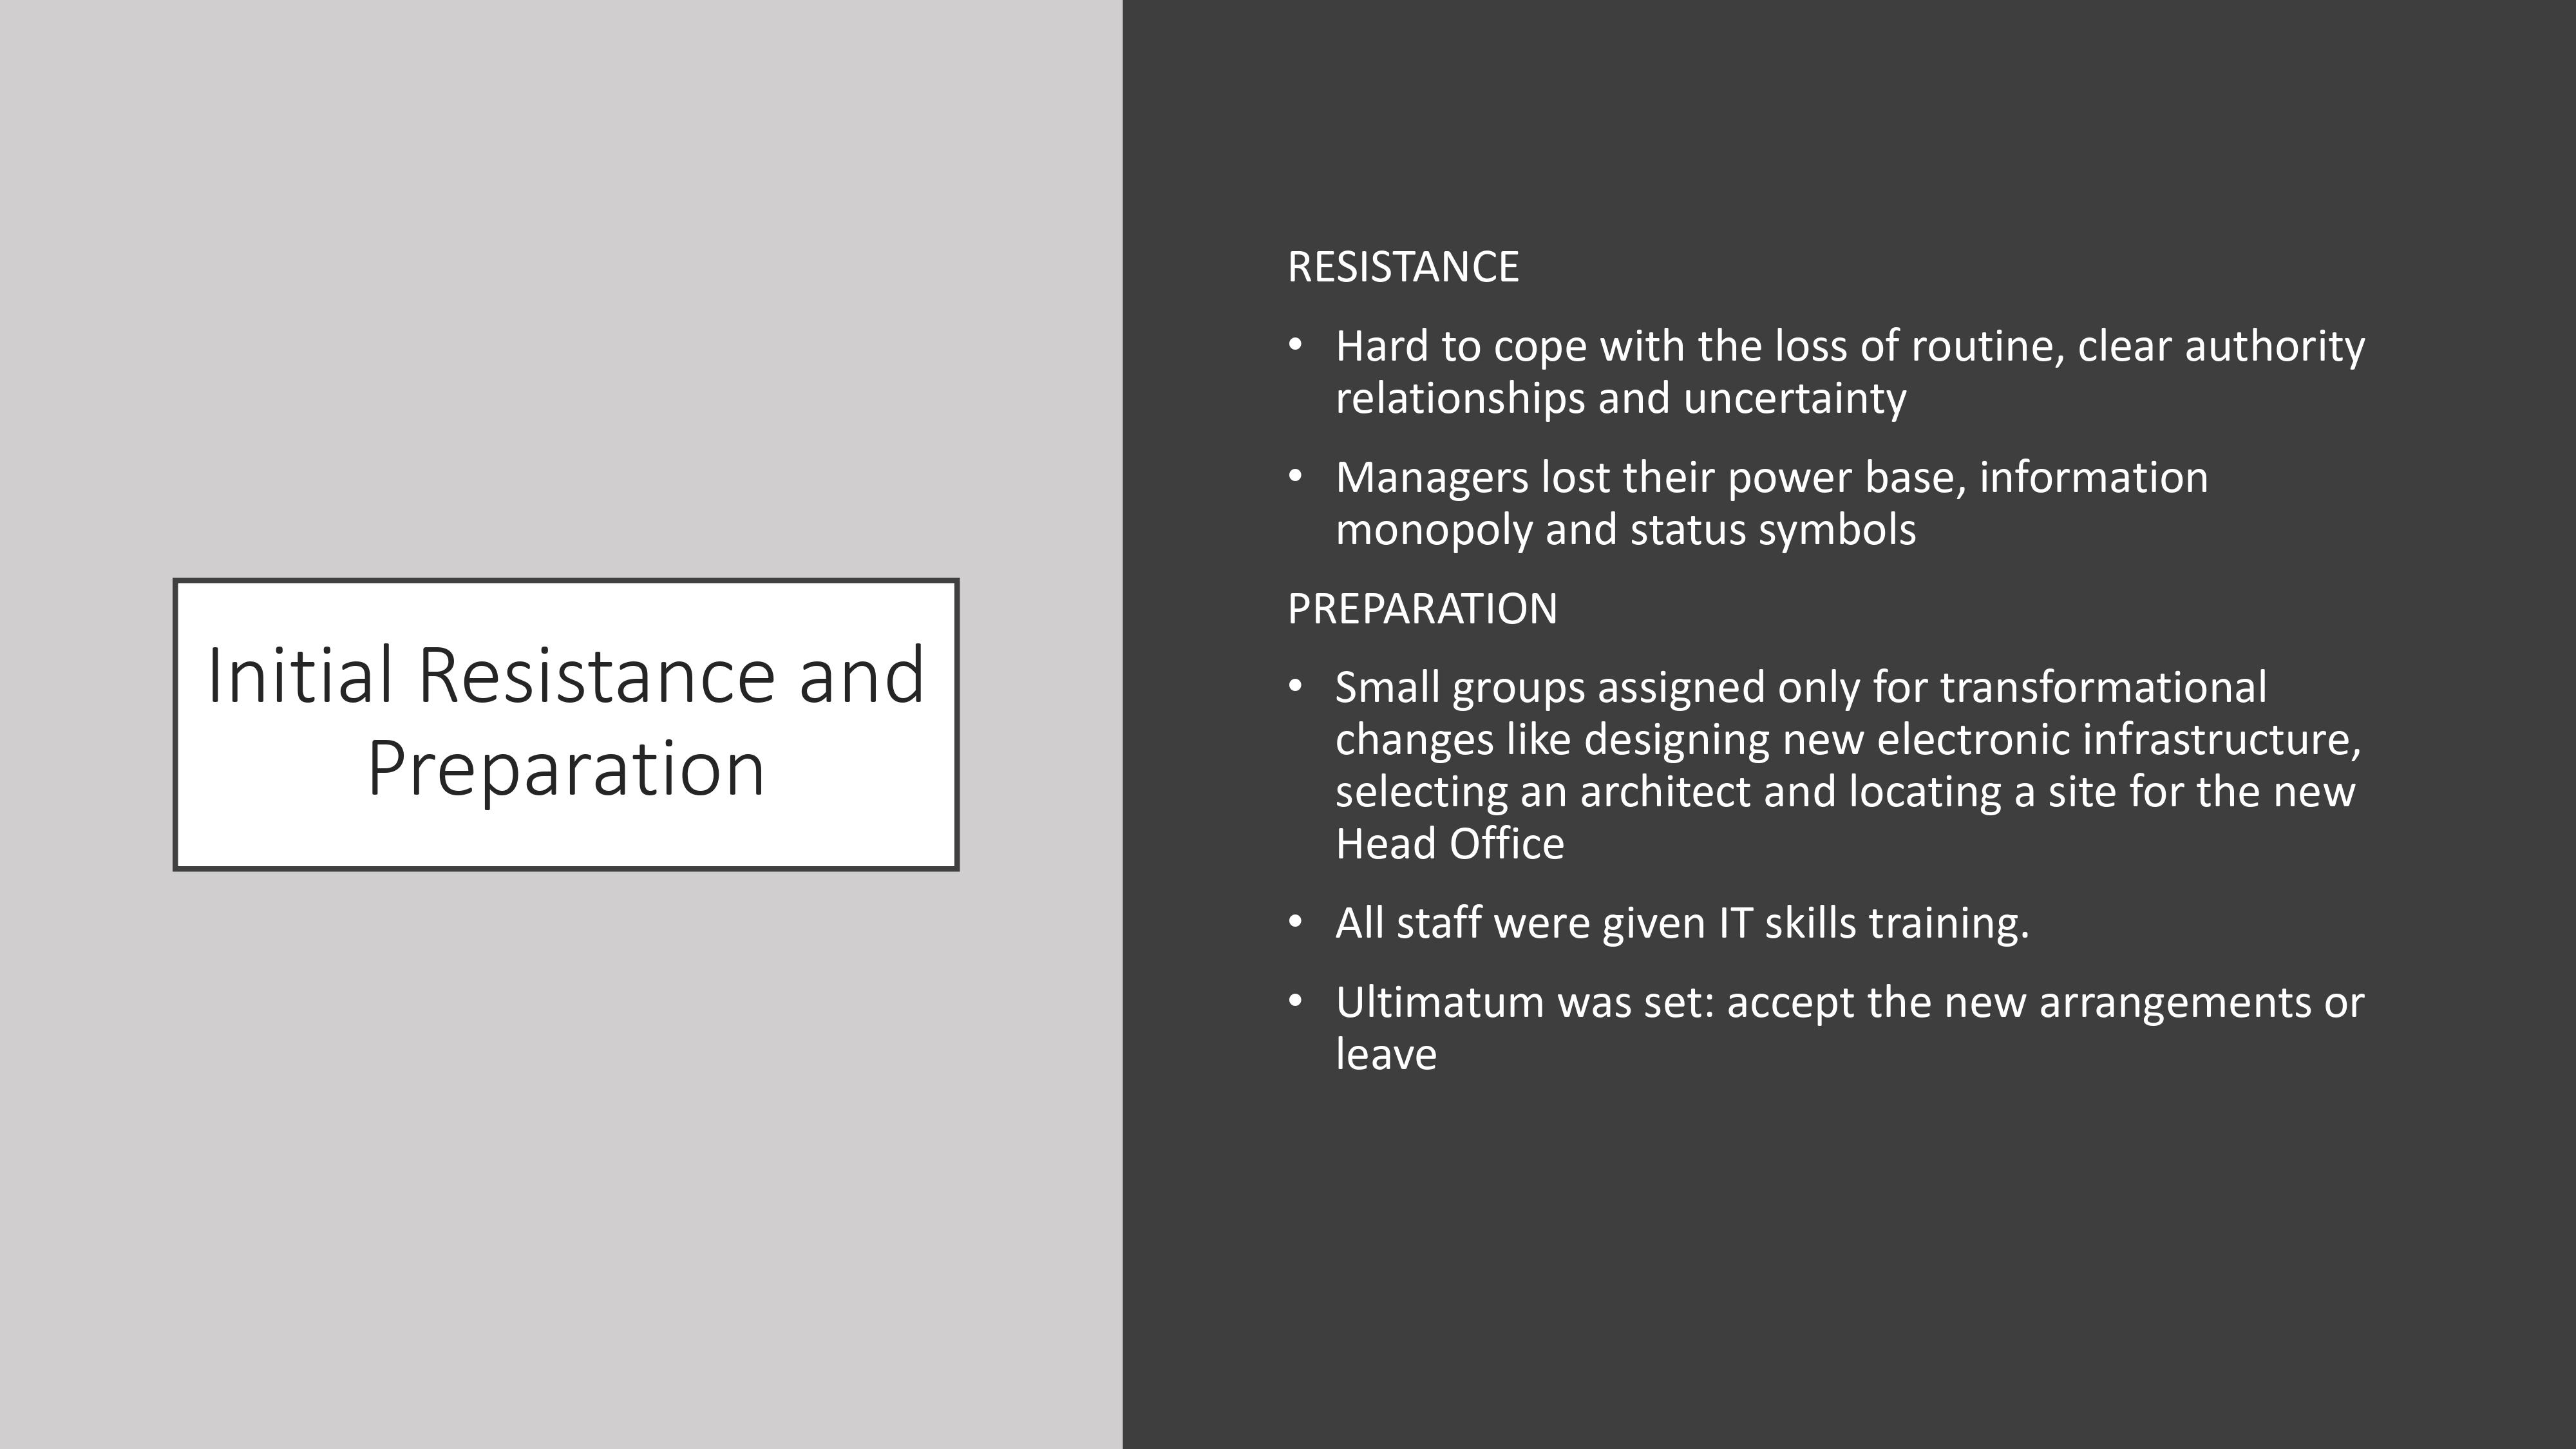 Initial Resistance and
Preparation
RESISTANCE
• Hard to cope with the loss of routine, clear authority
relationships and uncertainty
• Managers lost their power base, information
monopoly and status symbols
PREPARATION
• Small groups assigned only for transformational
changes like designing new electronic infrastructure,
selecting an architect and locating a site for the new
Head Office
• All staff were given IT skills training.
• Ultimatum was set: accept the new arrangements or
leave